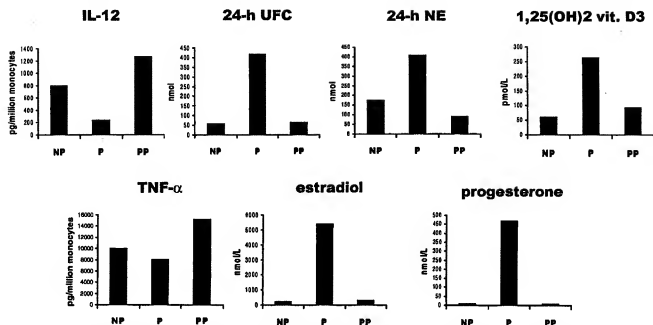 IL-12
pg/million monocytes
1400
1200
1000
800
600
400
200
0
NP P PP
24-h UFC
nmol
450
400
350
300
250
200
150
100
50
0
NP P PP
24-h NE
nmol
450
400
350
300
250
200
150
100
50
0
NP P PP
1,25(OH)2 vit. D3
pmol/L
300
250
200
150
100
50
0
NP P PP
TNF-α
pg/million monocytes
16000
14000
12000
10000
8000
6000
4000
2000
0
NP P PP
estradiol
nmol/L
6000
5000
4000
3000
2000
1000
0
NP P PP
progesterone
nmol/L
500
450
400
350
300
250
200
150
100
50
0
NP P PP